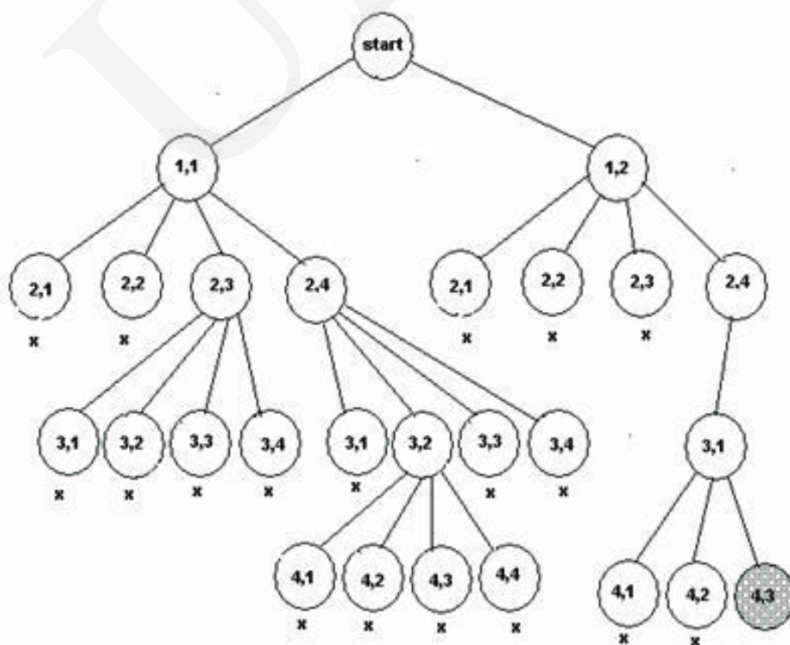 start
1,1 1,2
2,1 2,2 2,3 2,4 2,1 2,2 2,3 2,4
x x x x x
3,1 3,2 3,3 3,4 3,1 3,2 3,3 3,4 3,1
x x x x x x x
4,1 4,2 4,3 4,4 4,1 4,2 4,3
x x x x x x